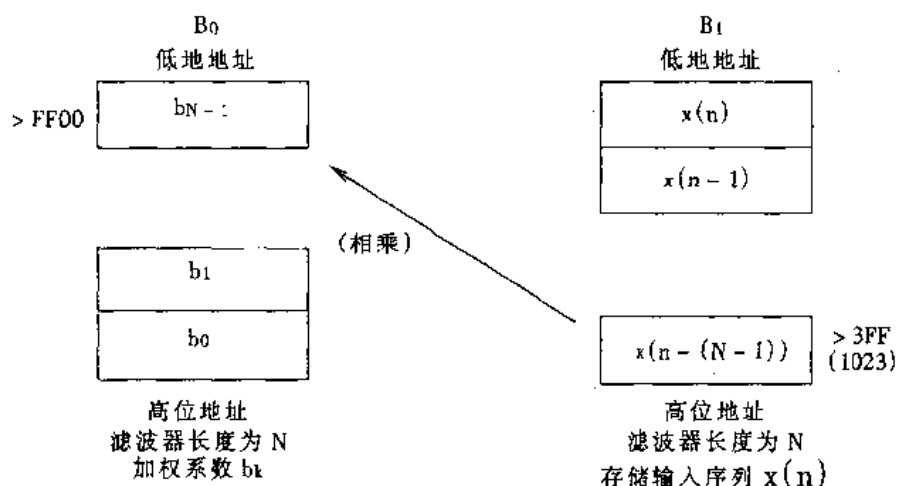 B0
低地地址
> FF00
bN-1
b1
b0
高位地址
滤波器长度为 N
加权系数 bk
(相乘)
B1
低地地址
x(n)
x(n-1)
x(n-(N-1))
> 3FF
(1023)
高位地址
滤波器长度为 N
存储输入序列 x(n)